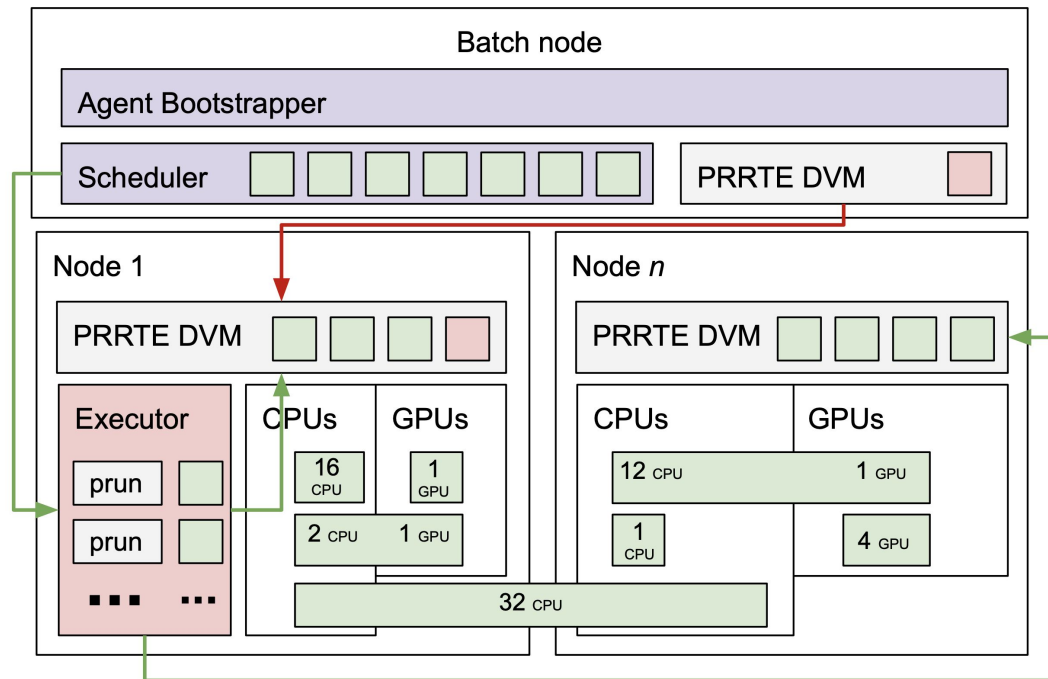 Batch node
Agent Bootstrapper
Scheduler
PRRTE DVM
Node 1
PRRTE DVM
Executor
prun
prun
...
...
CPUs
GPUs
16
CPU
1
GPU
2 CPU
1 GPU
32 CPU
Node n
PRRTE DVM
CPUs
GPUs
12 CPU
1 GPU
1
CPU
4 GPU